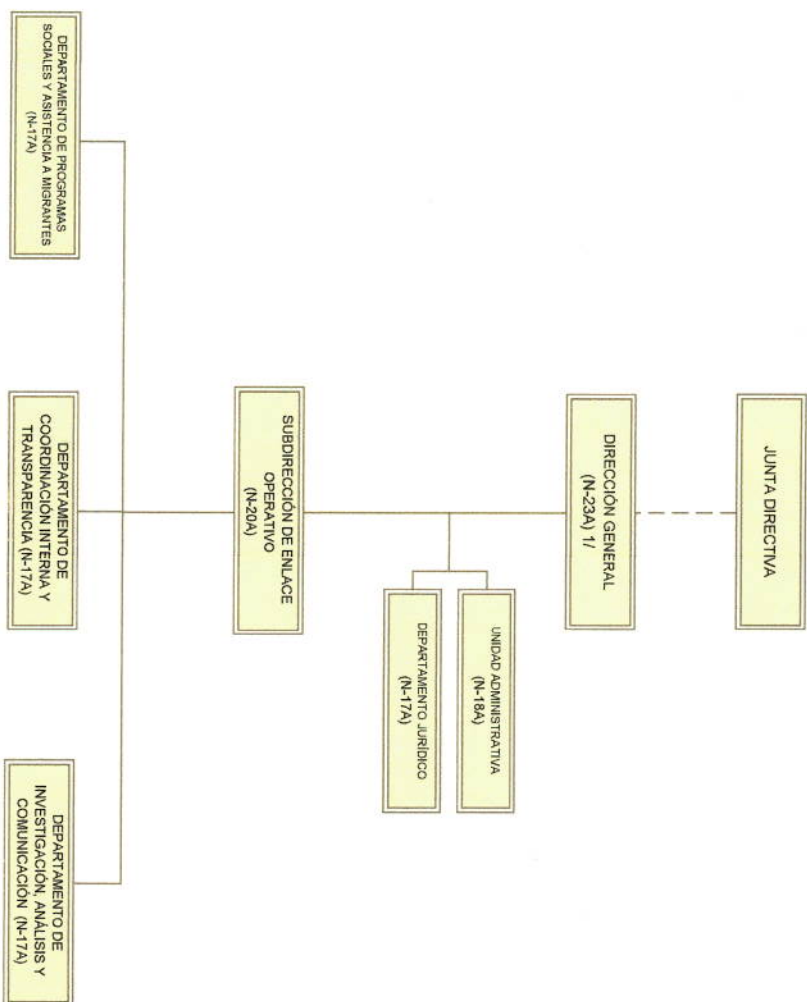 JUNTA DIRECTIVA
DIRECCIÓN GENERAL
(N-23A) 1/
UNIDAD ADMINISTRATIVA
(N-18A)
DEPARTAMENTO JURÍDICO
(N-17A)
SUBDIRECCIÓN DE ENLACE
OPERATIVO
(N-20A)
DEPARTAMENTO DE PROGRAMAS
SOCIALES Y ASISTENCIA A MIGRANTES
(N-17A)
DEPARTAMENTO DE
COORDINACIÓN INTERNA Y
TRANSPARENCIA (N-17A)
DEPARTAMENTO DE
INVESTIGACIÓN, ANÁLISIS Y
COMUNICACIÓN (N-17A)